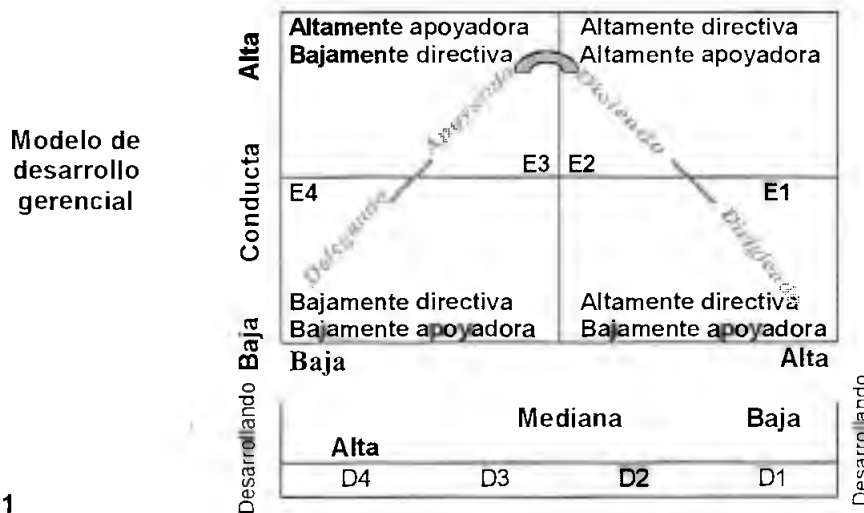 Altamente apoyadora
Bajamente directiva
Altamente directiva
Altamente apoyadora
Alta
Conducta
Baja
Modelo de
desarrollo
gerencial
Apoyando
Delegando
Dirigiendo
E3
E2
E4
E1
Bajamente directiva
Bajamente apoyadora
Altamente directiva
Bajamente apoyadora
Baja
Alta
Desarrollando
Mediana
Baja
Alta
D4
D3
D2
D1
Desarrollando
1